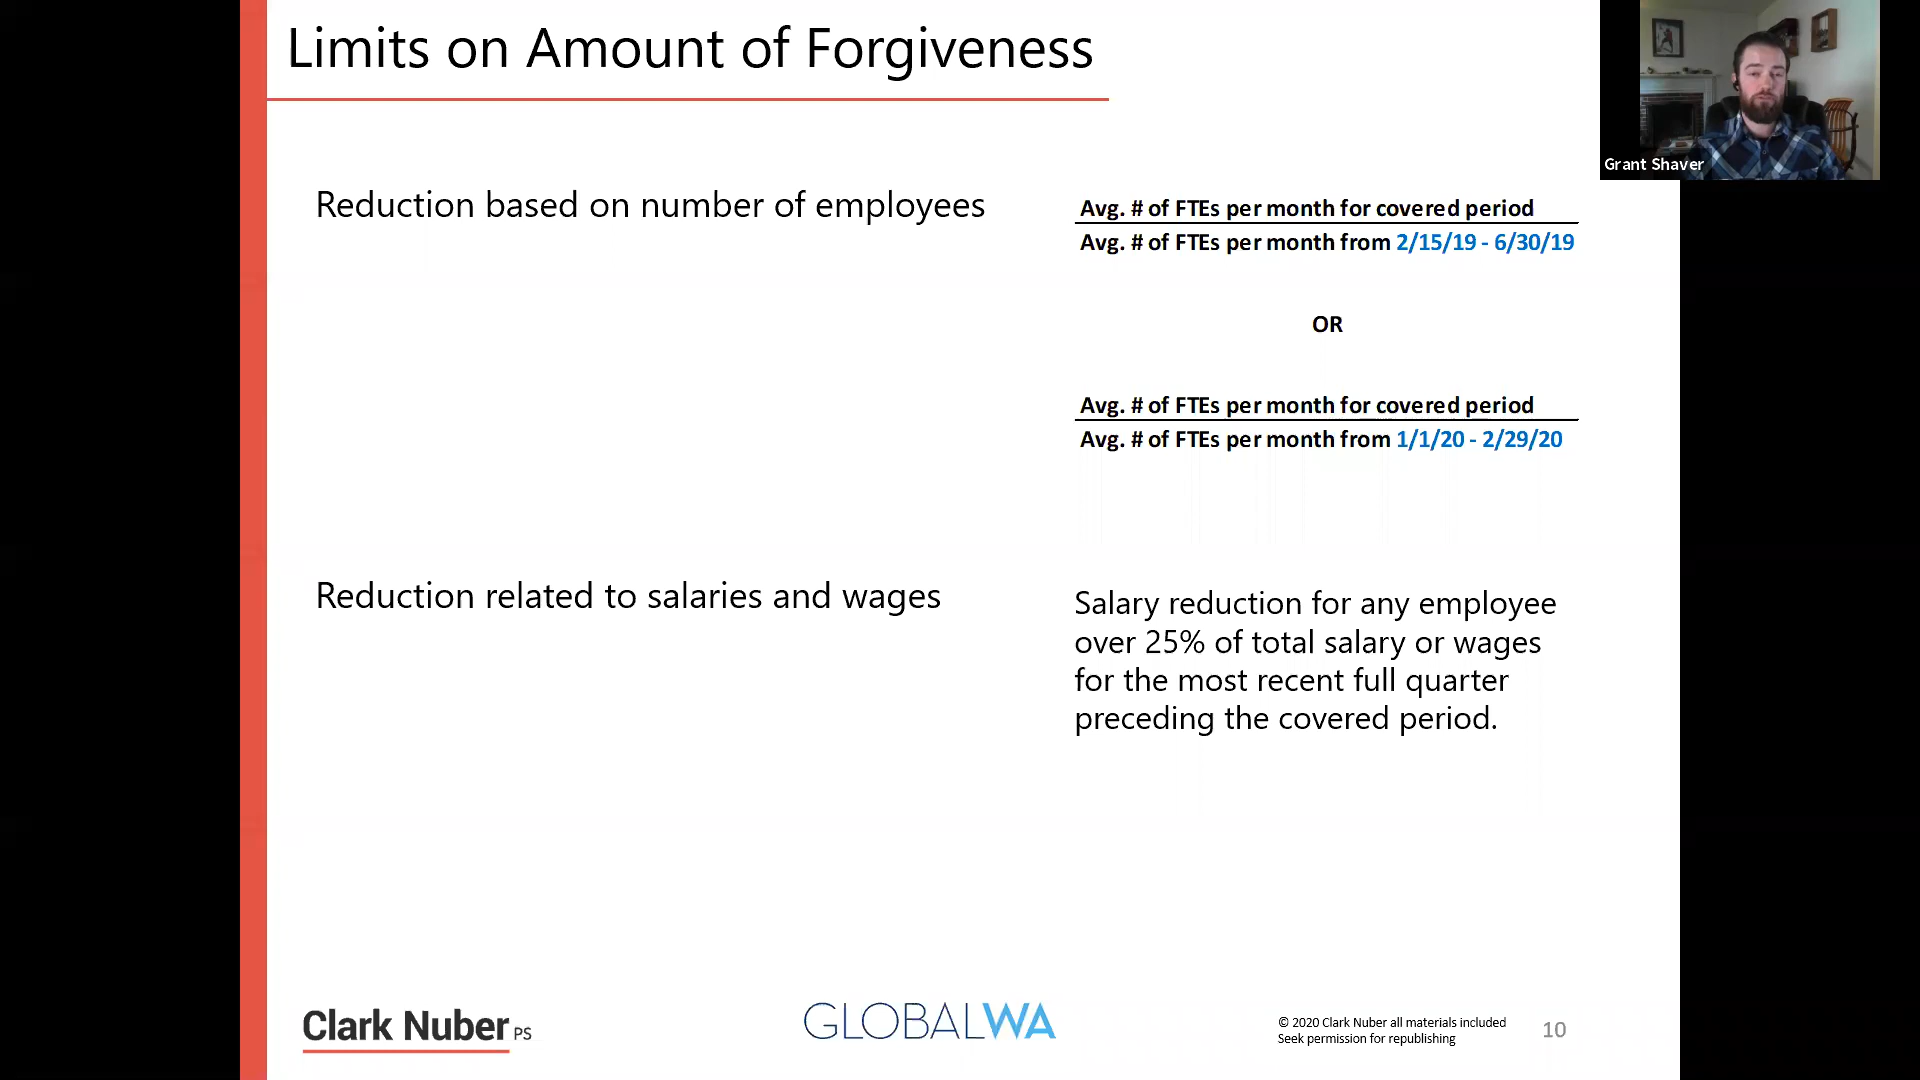 Limits on Amount of Forgiveness
Grant Shaver
Reduction based on number of employees
Avg. # of FTEs per month for covered period
Avg. # of FTEs per month from 2/15/19 - 6/30/19
OR
Avg. # of FTEs per month for covered period
Avg. # of FTEs per month from 1/1/20 - 2/29/20
Reduction related to salaries and wages
Salary reduction for any employee
over 25% of total salary or wages
for the most recent full quarter
preceding the covered period.
Clark Nuber PS
GLOBALWA
© 2020 Clark Nuber all materials included
Seek permission for republishing
10